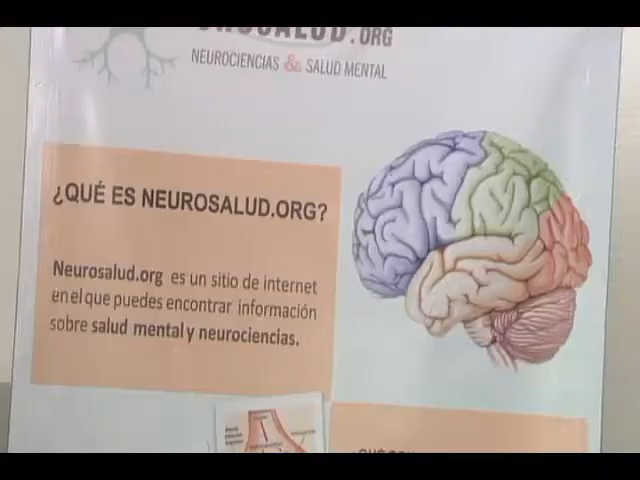 .ORG
NEUROCIENCIAS & SALUD MENTAL
¿QUÉ ES NEUROSALUD.ORG?
Neurosalud.org es un sitio de internet
en el que puedes encontrar información
sobre salud mental y neurociencias.